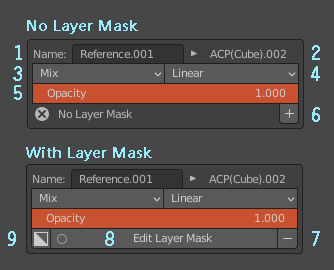 No Layer Mask
1 Name: Reference.001 ACP(Cube).002 2
3 Mix Linear 4
5 Opacity 1.000
No Layer Mask + 6
With Layer Mask
Name: Reference.001 ACP(Cube).002
Mix Linear
Opacity 1.000
9 8 Edit Layer Mask − 7